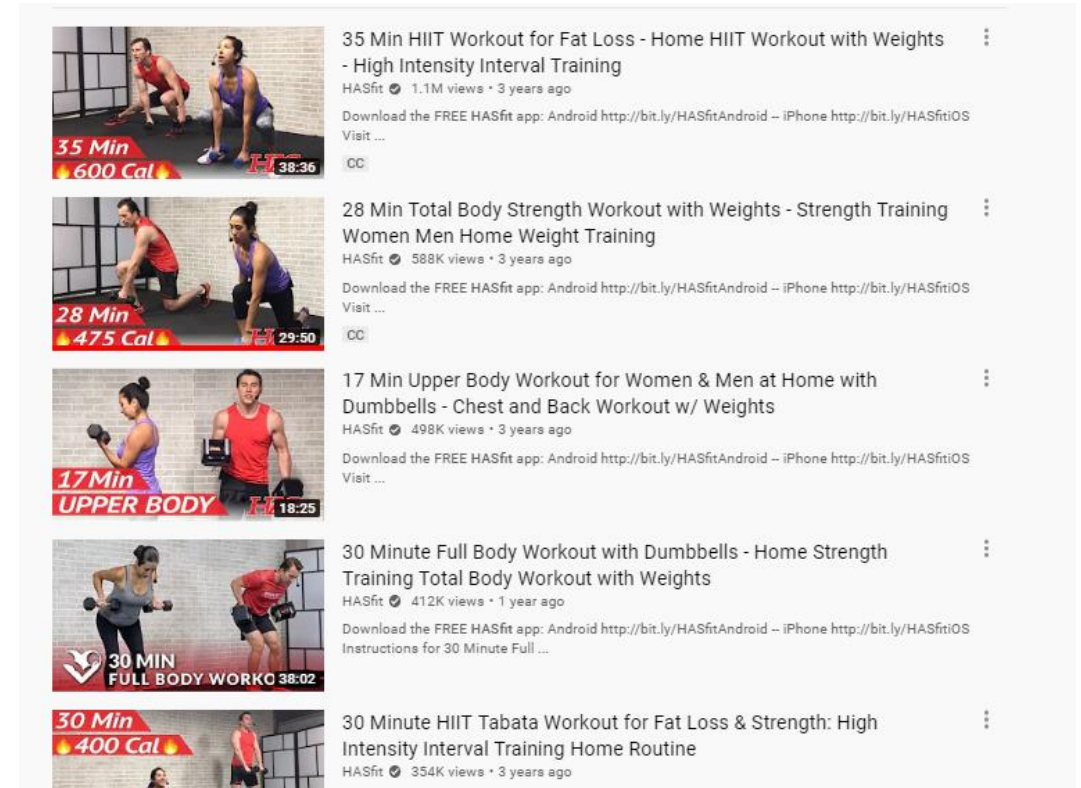 35 Min
600 Cal
38:36
35 Min HIIT Workout for Fat Loss - Home HIIT Workout with Weights
- High Intensity Interval Training
HASfit 1.1M views • 3 years ago
Download the FREE HASfit app: Android http://bit.ly/HASfitAndroid -- iPhone http://bit.ly/HASfitiOS
Visit ...
CC
28 Min
475 Cal
29:50
28 Min Total Body Strength Workout with Weights - Strength Training
Women Men Home Weight Training
HASfit 588K views • 3 years ago
Download the FREE HASfit app: Android http://bit.ly/HASfitAndroid -- iPhone http://bit.ly/HASfitiOS
Visit ...
CC
17 Min
UPPER BODY
18:25
17 Min Upper Body Workout for Women & Men at Home with
Dumbbells - Chest and Back Workout w/ Weights
HASfit 498K views • 3 years ago
Download the FREE HASfit app: Android http://bit.ly/HASfitAndroid -- iPhone http://bit.ly/HASfitiOS
Visit ...
30 MIN
FULL BODY WORKO
38:02
30 Minute Full Body Workout with Dumbbells - Home Strength
Training Total Body Workout with Weights
HASfit 412K views • 1 year ago
Download the FREE HASfit app: Android http://bit.ly/HASfitAndroid -- iPhone http://bit.ly/HASfitiOS
Instructions for 30 Minute Full ...
30 Min
400 Cal
30 Minute HIIT Tabata Workout for Fat Loss & Strength: High
Intensity Interval Training Home Routine
HASfit 354K views • 3 years ago